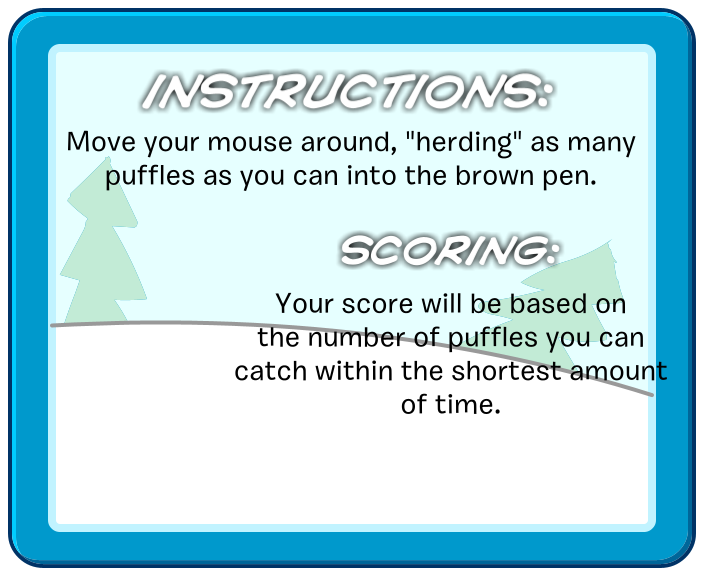 INSTRUCTIONS:
Move your mouse around, "herding" as many
puffles as you can into the brown pen.
SCORING:
Your score will be based on
the number of puffles you can
catch within the shortest amount
of time.